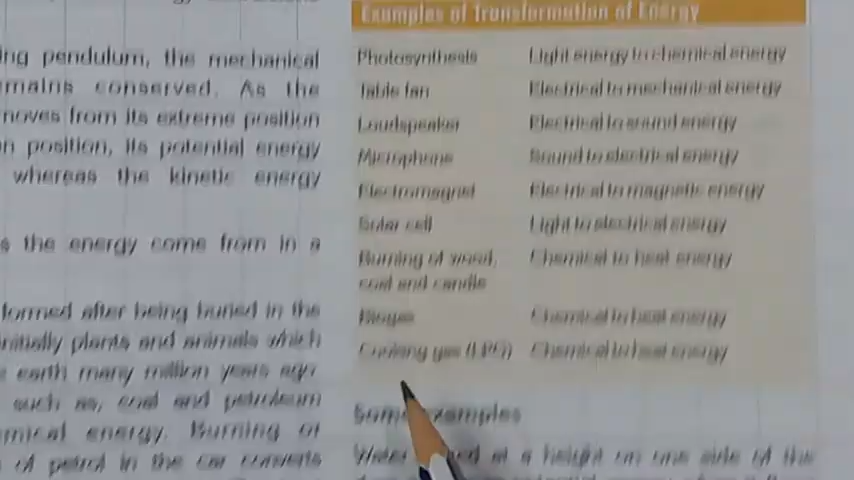 ing pendulum, the mechanical
mains conserved. As the
moves from its extreme position
n position, its potential energy
whereas the kinetic energy
s the energy come from in a
formed after being buried in the
nitially plants and animals which
earth many million years ago.
such as, coal and petroleum
mical energy. Burning of
of petrol in the car converts
Examples of Transformation of Energy
Photosynthesis Light energy to chemical energy
Table fan Electrical to mechanical energy
Loudspeaker Electrical to sound energy
Microphone Sound to electrical energy
Electromagnet Electrical to magnetic energy
Solar cell Light to electrical energy
Burning of wood, Chemical to heat energy
coal and candle
Biogas Chemical to heat energy
Cooking gas (LPG) Chemical to heat energy
Some examples
Water at a height on one side of the